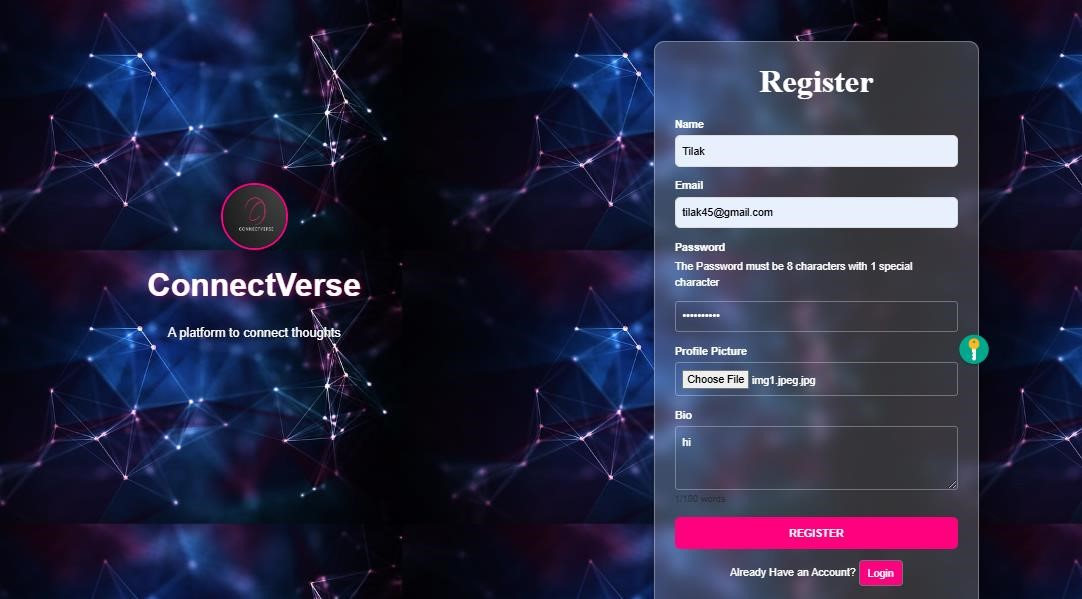 CONNECTVERSE
ConnectVerse
A platform to connect thoughts
Register
Name
Tilak
Email
tilak45@gmail.com
Password
The Password must be 8 characters with 1 special
character
••••••••••
Profile Picture
Choose File img1.jpeg.jpg
Bio
hi
1/100 words
REGISTER
Already Have an Account? Login